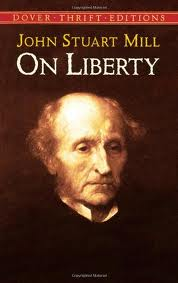 DOVER · THRIFT · EDITIONS
JOHN STUART MILL
ON LIBERTY